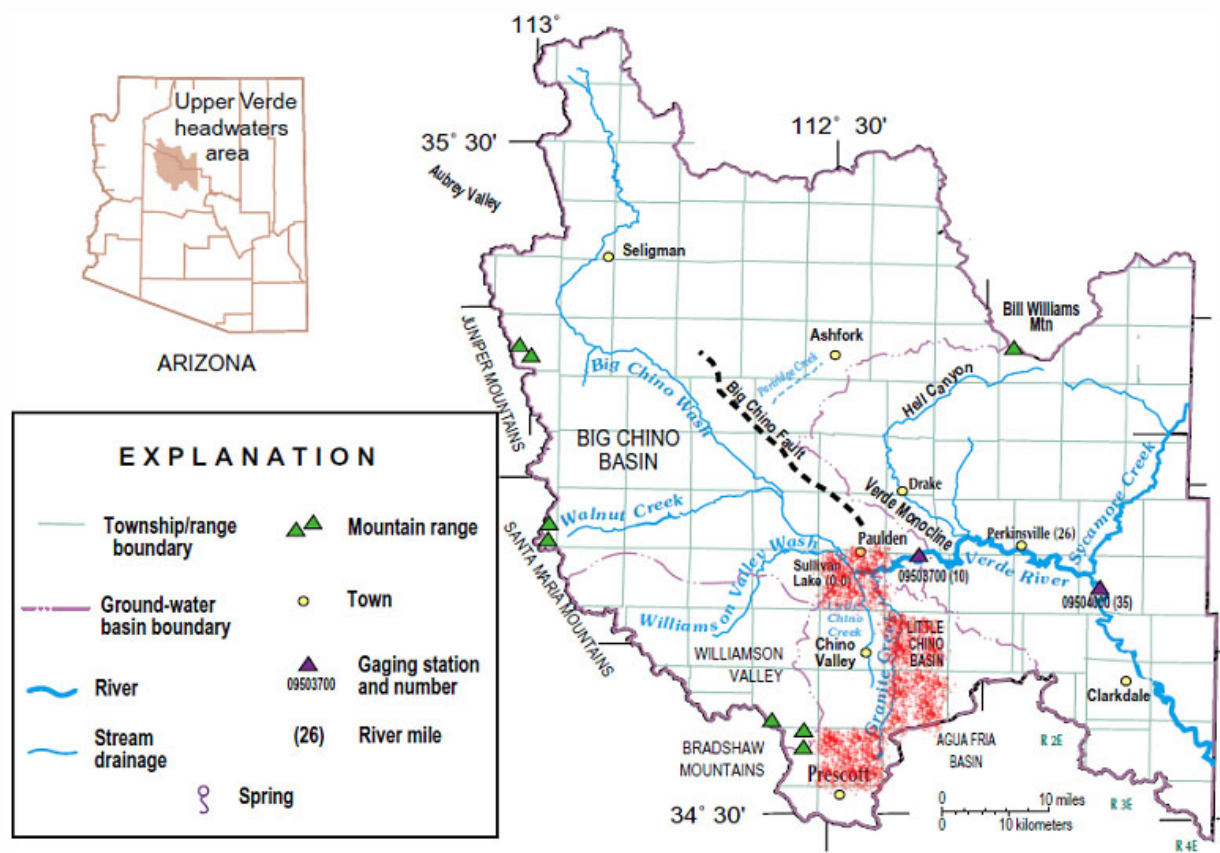 113°
Upper Verde
headwaters
area
112° 30'
35° 30'
Aubrey Valley
Seligman
ARIZONA
JUNIPER MOUNTAINS
Bill Williams
Mtn
Ashfork
Partridge Creek
Big Chino Wash
Big Chino Fault
Hell Canyon
BIG CHINO
BASIN
Drake
Verde Monocline
Walnut Creek
Sycamore Creek
SANTA MARIA MOUNTAINS
Paulden
Perkinsville (26)
Williamson Valley Wash
Sullivan
Lake (0.0)
09503700 (10)
Verde River
09504000 (35)
Little
Chino
Creek
Chino
Valley
Granite Creek
LITTLE
CHINO
BASIN
WILLIAMSON
VALLEY
Clarkdale
BRADSHAW
MOUNTAINS
Prescott
AGUA FRIA
BASIN
R 2E
R 3E
R 4E
34° 30'
0 10 miles
0 10 kilometers
EXPLANATION
Township/range
boundary
Mountain range
Ground-water
basin boundary
Town
River
09503700
Gaging station
and number
Stream
drainage
(26)
River mile
Spring